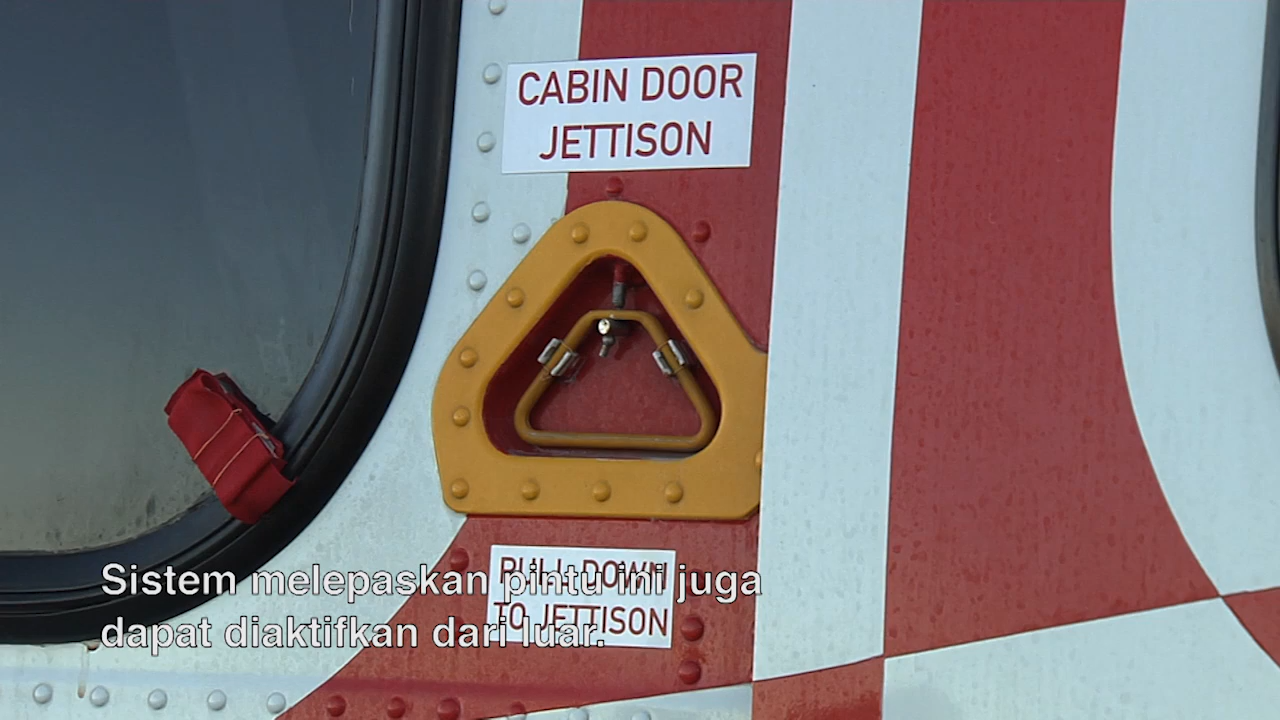 CABIN DOOR
JETTISON
PULL DOWN
TO JETTISON
Sistem melepaskan pintu ini juga
dapat diaktifkan dari luar.